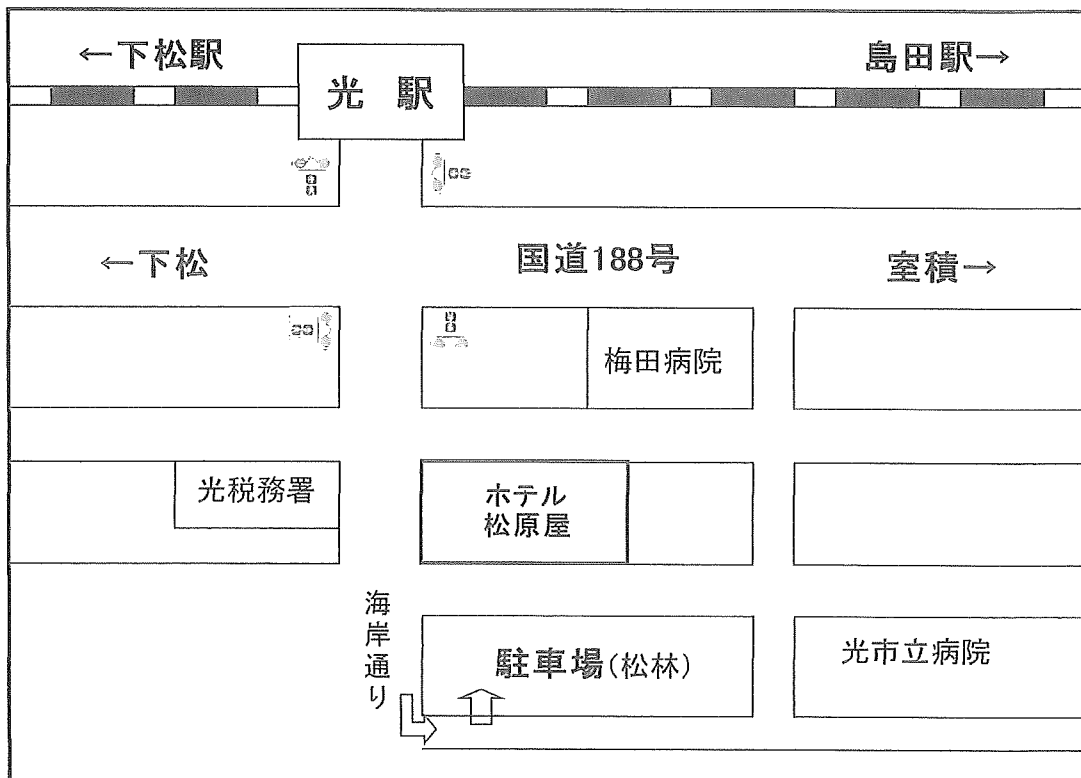 ←下松駅
光 駅
島田駅→
←下松
国道188号
室積→
梅田病院
光税務署
ホテル
松原屋
海岸通り
駐車場(松林)
光市立病院